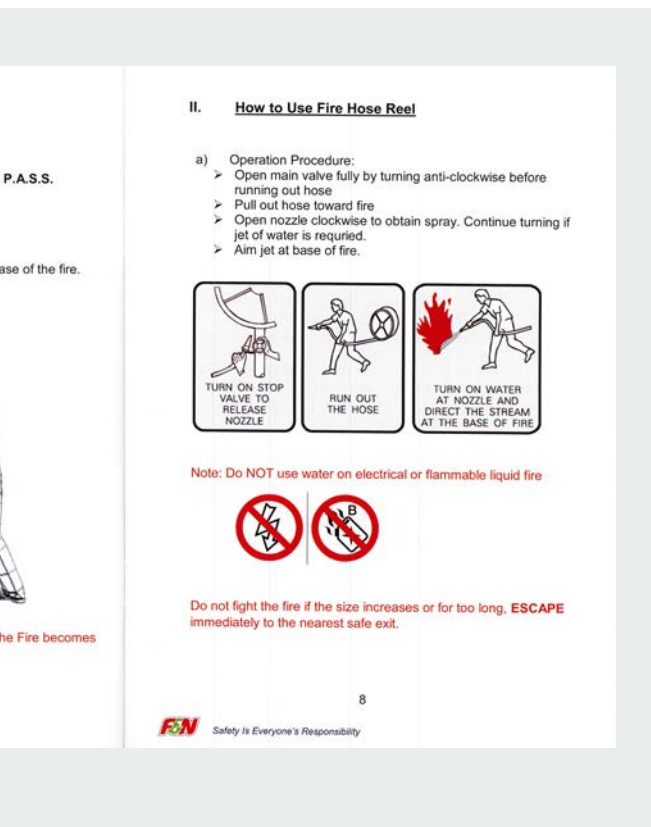 P.A.S.S.
ase of the fire.
he Fire becomes
II. How to Use Fire Hose Reel
a) Operation Procedure:
➢ Open main valve fully by turning anti-clockwise before
running out hose
➢ Pull out hose toward fire
➢ Open nozzle clockwise to obtain spray. Continue turning if
jet of water is requried.
➢ Aim jet at base of fire.
TURN ON STOP
VALVE TO
RELEASE
NOZZLE
RUN OUT
THE HOSE
TURN ON WATER
AT NOZZLE AND
DIRECT THE STREAM
AT THE BASE OF FIRE
Note: Do NOT use water on electrical or flammable liquid fire
B
Do not fight the fire if the size increases or for too long, ESCAPE
immediately to the nearest safe exit.
8
F&N Safety Is Everyone's Responsibility